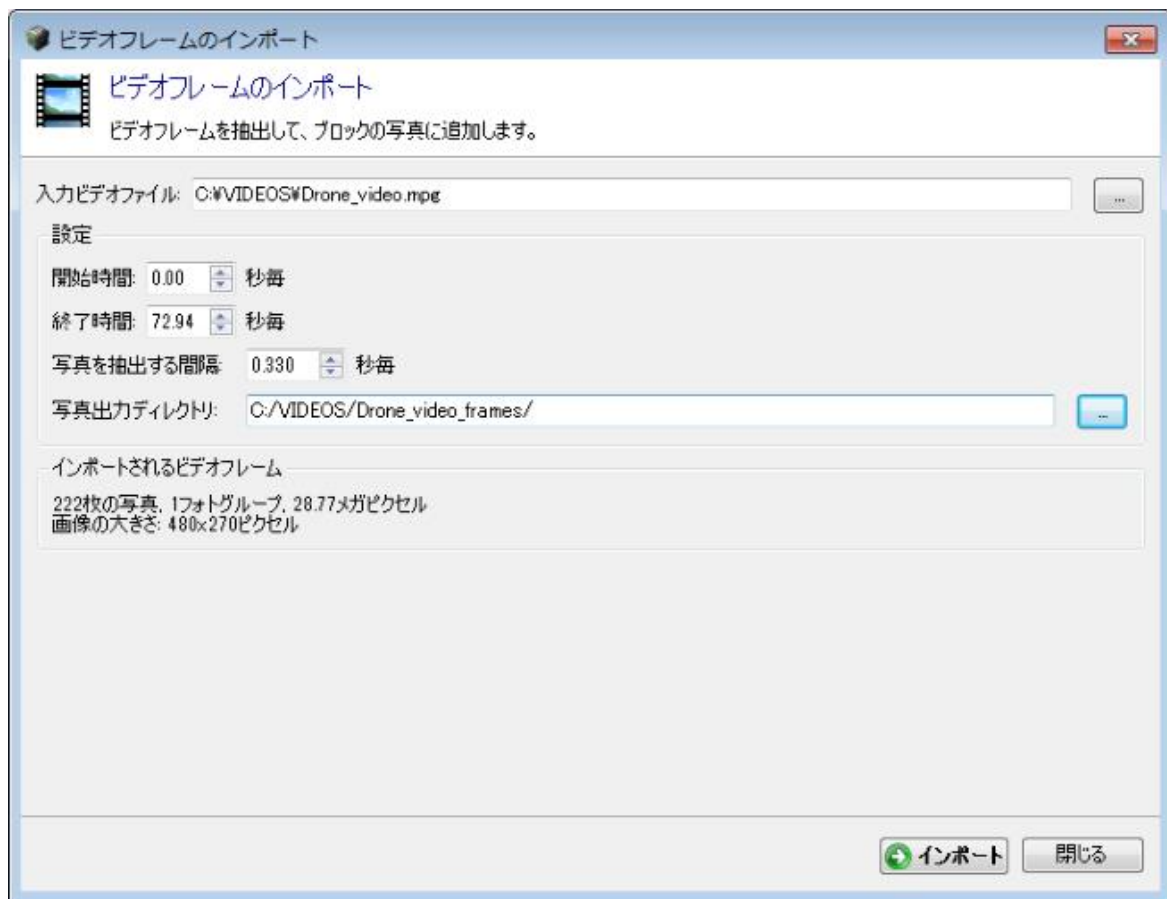 ビデオフレームのインポート
ビデオフレームのインポート
ビデオフレームを抽出して、ブロックの写真に追加します。
入力ビデオファイル: C:¥VIDEOS¥Drone_video.mpg ...
設定
開始時間: 0.00 秒毎
終了時間: 72.94 秒毎
写真を抽出する間隔: 0.330 秒毎
写真出力ディレクトリ: C:/VIDEOS/Drone_video_frames/ ...
インポートされるビデオフレーム
222枚の写真, 1フォトグループ, 28.77メガピクセル
画像の大きさ: 480x270ピクセル
インポート 閉じる